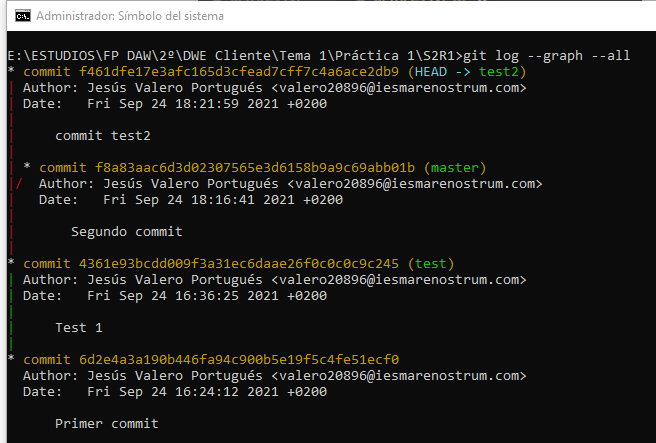 Administrador: Símbolo del sistema
E:\ESTUDIOS\FP DAW\2º\DWE Cliente\Tema 1\Práctica 1\S2R1>git log --graph --all
* commit f461dfe17e3afc165d3cfead7cff7c4a6ace2db9 (HEAD -> test2)
| Author: Jesús Valero Portugués <valero20896@iesmarenostrum.com>
| Date:   Fri Sep 24 18:21:59 2021 +0200
|
|     commit test2
|
| * commit f8a83aac6d3d02307565e3d6158b9a9c69abb01b (master)
|/  Author: Jesús Valero Portugués <valero20896@iesmarenostrum.com>
|   Date:   Fri Sep 24 18:16:41 2021 +0200
|
|       Segundo commit
|
* commit 4361e93bcdd009f3a31ec6daae26f0c0c0c9c245 (test)
| Author: Jesús Valero Portugués <valero20896@iesmarenostrum.com>
| Date:   Fri Sep 24 16:36:25 2021 +0200
|
|     Test 1
|
* commit 6d2e4a3a190b446fa94c900b5e19f5c4fe51ecf0
  Author: Jesús Valero Portugués <valero20896@iesmarenostrum.com>
  Date:   Fri Sep 24 16:24:12 2021 +0200

      Primer commit